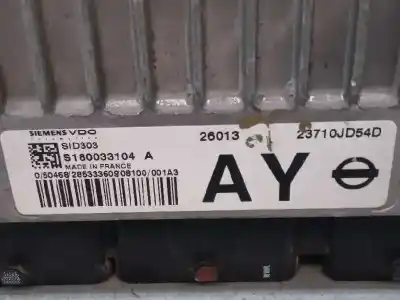 SIEMENS VDO
SID303
S180033104 A
MADE IN FRANCE
26013 23710JD54D
AY